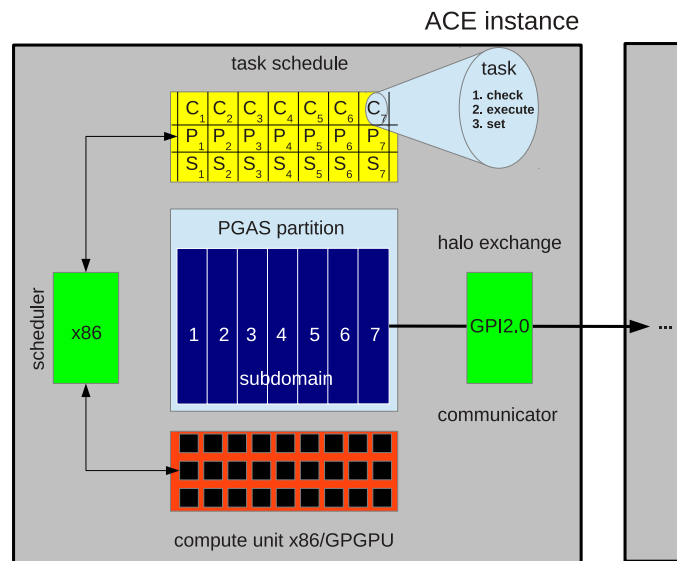 ACE instance
task schedule
task
1. check
2. execute
3. set
C1 C2 C3 C4 C5 C6 C7
P1 P2 P3 P4 P5 P6 P7
S1 S2 S3 S4 S5 S6 S7
PGAS partition
halo exchange
scheduler
x86
1 2 3 4 5 6 7
GPI2.0
...
subdomain
communicator
compute unit x86/GPGPU